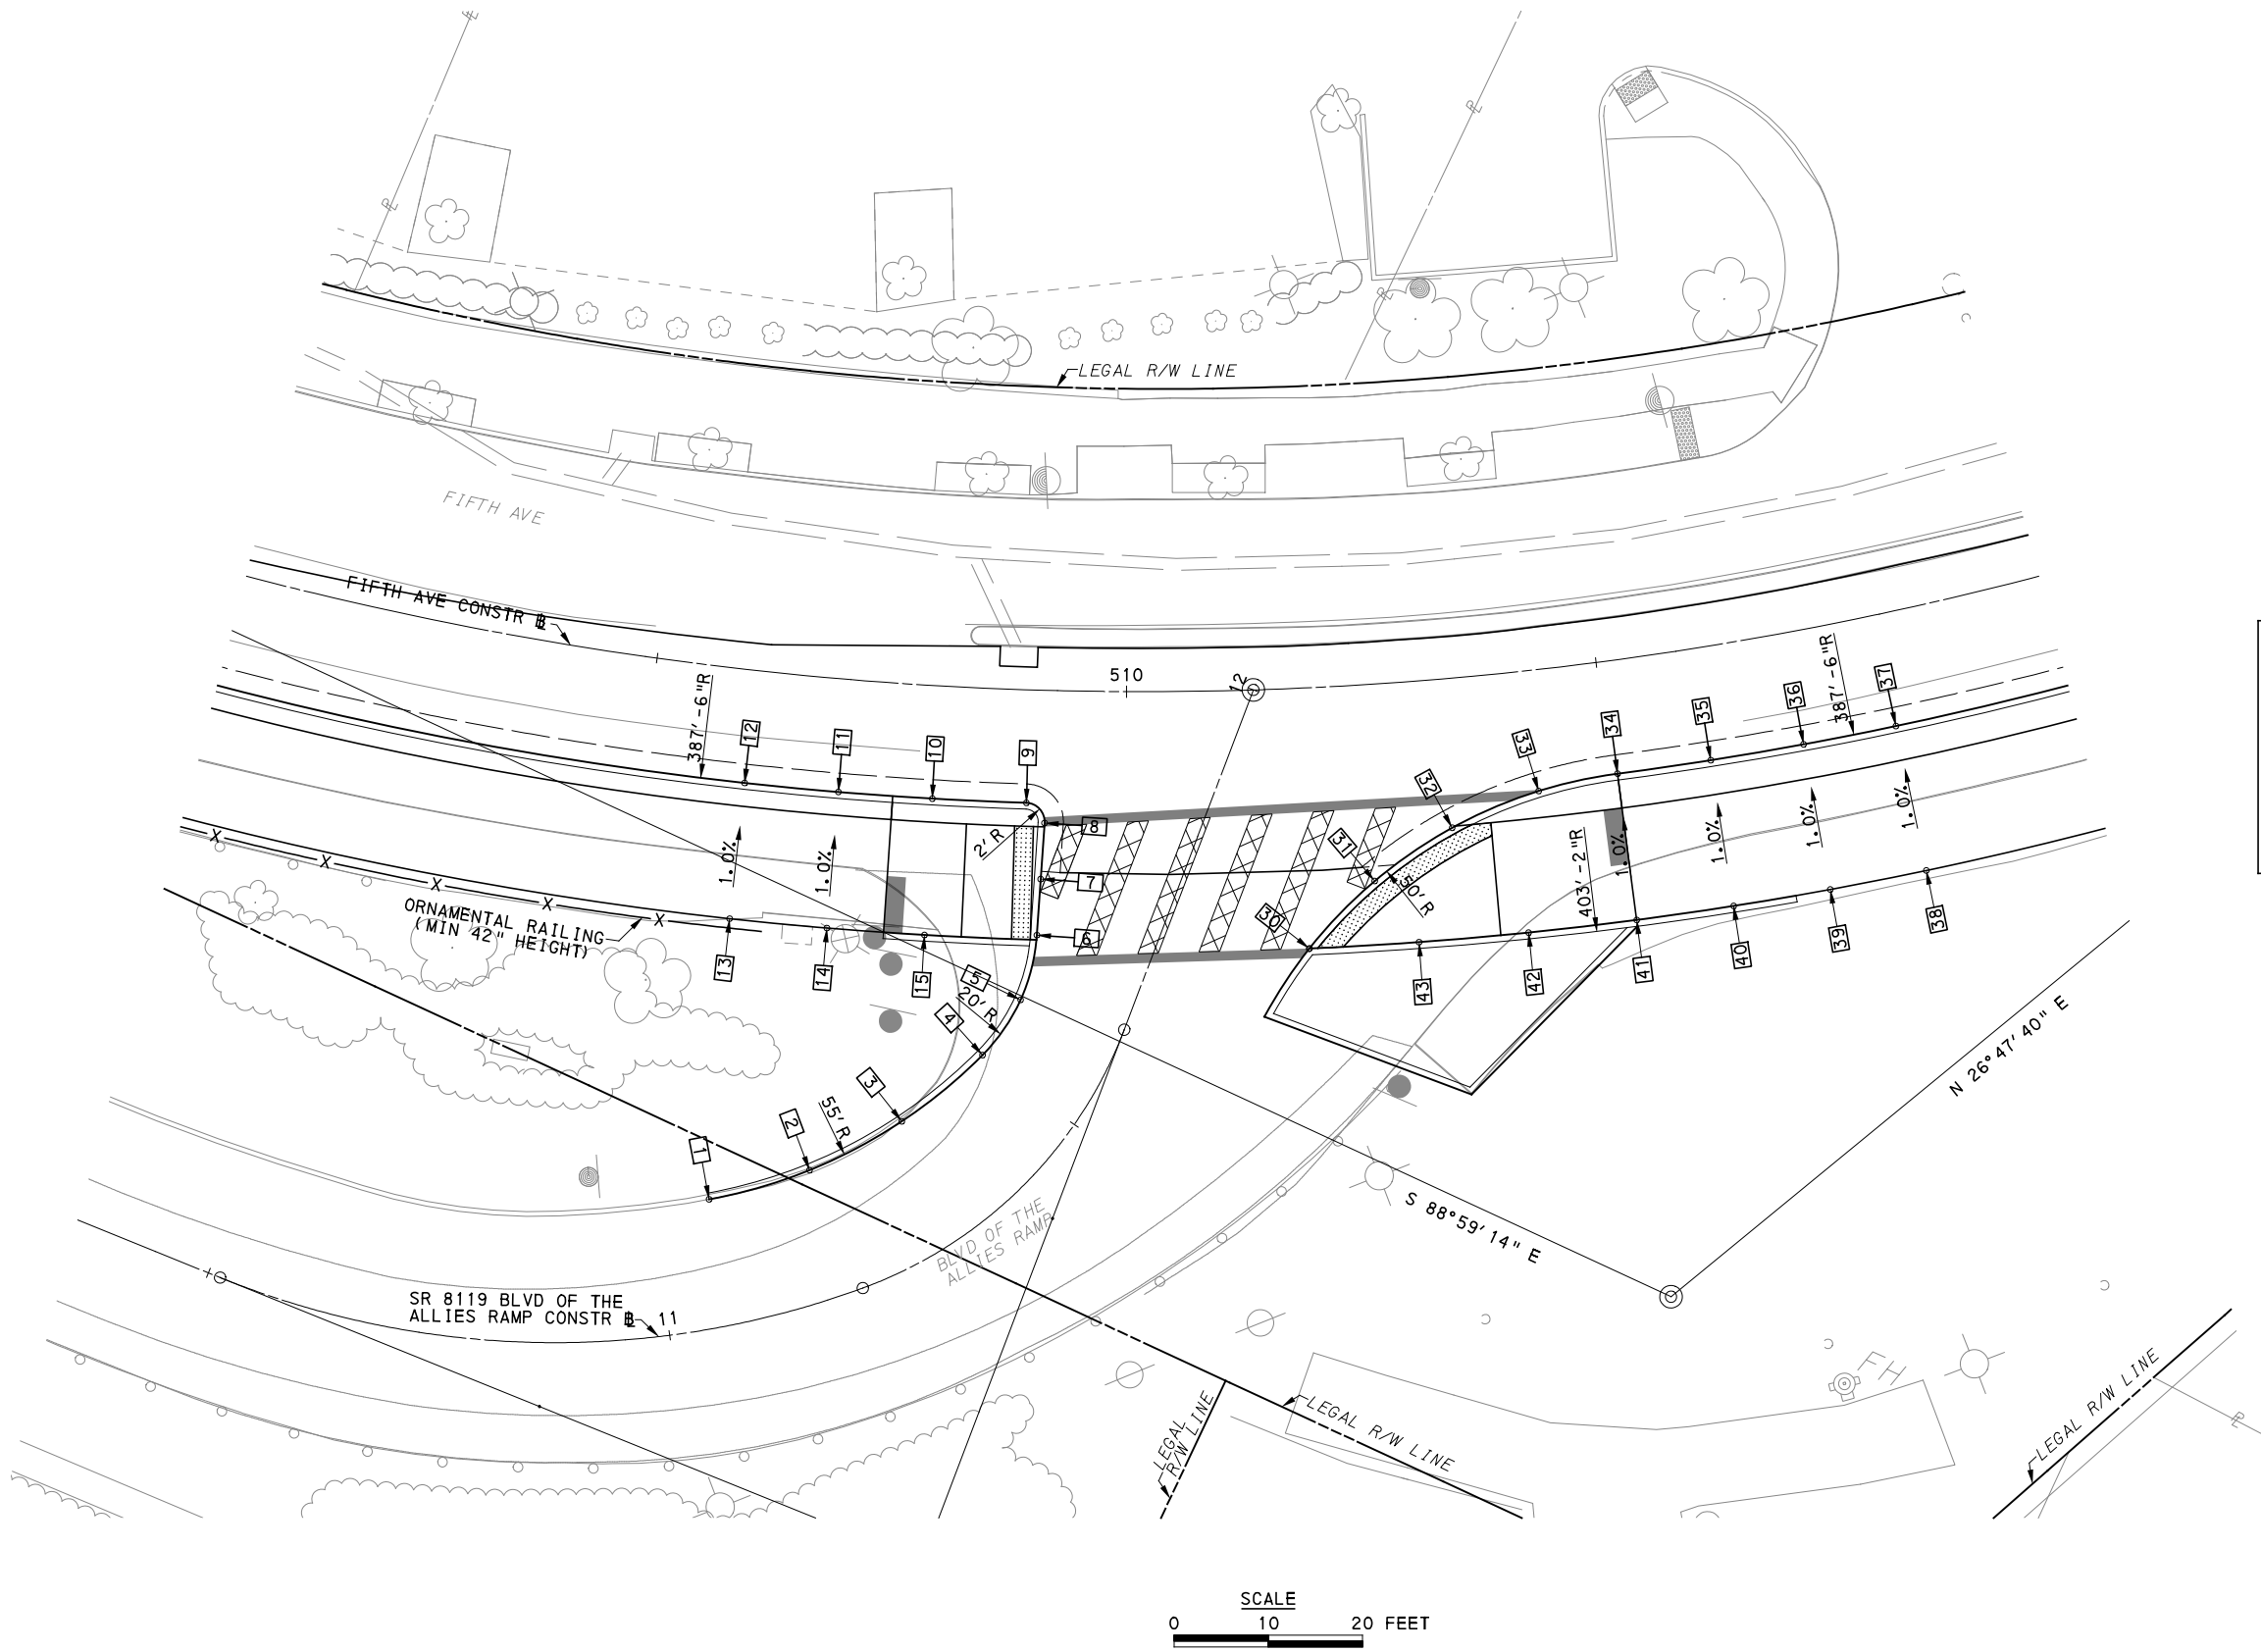 LEGAL R/W LINE
FIFTH AVE
FIFTH AVE CONSTR ℄
510
12
387'-6"R
12
11
10
9
33
34
35
36
387'-6"R
37
32
8
2'R
31
50'R
7
30
6
403'-2"R
1.0%
1.0%
1.0%
1.0%
1.0%
1.0%
ORNAMENTAL RAILING
(MIN 42" HEIGHT)
X
X
X
X
X
13
14
15
5
20'R
4
43
42
41
40
39
38
3
55'R
2
1
N 26°47'40" E
S 88°59'14" E
BLVD OF THE
ALLIES RAMP
SR 8119 BLVD OF THE
ALLIES RAMP CONSTR ℄
11
LEGAL
R/W LINE
LEGAL R/W LINE
FH
LEGAL R/W LINE
SCALE
0 10 20 FEET